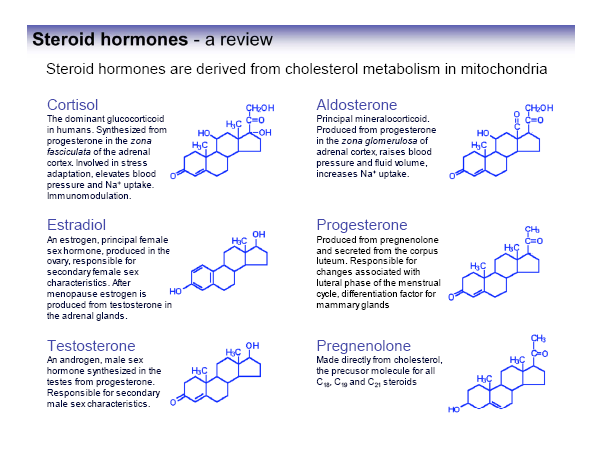 Steroid hormones - a review
Steroid hormones are derived from cholesterol metabolism in mitochondria
Cortisol
The dominant glucocorticoid
in humans. Synthesized from
progesterone in the zona
fasciculata of the adrenal
cortex. Involved in stress
adaptation, elevates blood
pressure and Na⁺ uptake.
Immunomodulation.
CH₂OH
C=O
H₃C
OH
HO
H₃C
O
Aldosterone
Principal mineralocorticoid.
Produced from progesterone
in the zona glomerulosa of
adrenal cortex, raises blood
pressure and fluid volume,
increases Na⁺ uptake.
O
CH₂OH
C
C=O
HO
H₃C
O
Estradiol
An estrogen, principal female
sex hormone, produced in the
ovary, responsible for
secondary female sex
characteristics. After
menopause estrogen is
produced from testosterone in
the adrenal glands.
OH
H₃C
HO
Progesterone
Produced from pregnenolone
and secreted from the corpus
luteum. Responsible for
changes associated with
luteral phase of the menstrual
cycle, differentiation factor for
mammary glands
CH₃
C=O
H₃C
H₃C
O
Testosterone
An androgen, male sex
hormone synthesized in the
testes from progesterone.
Responsible for secondary
male sex characteristics.
OH
H₃C
H₃C
O
Pregnenolone
Made directly from cholesterol,
the precusor molecule for all
C₁₈, C₁₉ and C₂₁ steroids
CH₃
C=O
H₃C
H₃C
HO